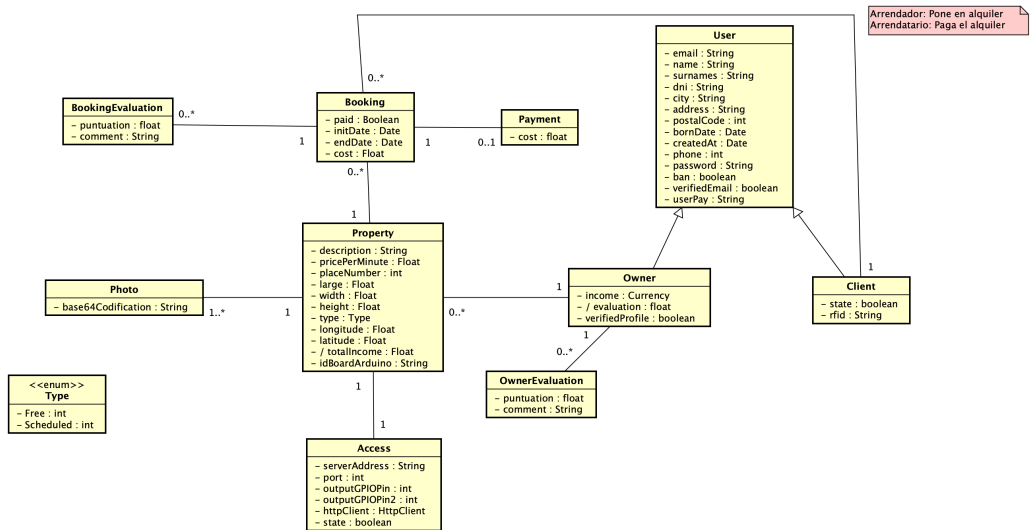 Arrendador: Pone en alquiler
Arrendatario: Paga el alquiler
User
– email : String
– name : String
– surnames : String
– dni : String
– city : String
– address : String
– postalCode : int
– bornDate : Date
– createdAt : Date
– phone : int
– password : String
– ban : boolean
– verifiedEmail : boolean
– userPay : String
0..*
BookingEvaluation
– puntuation : float
– comment : String
0..*
1
Booking
– paid : Boolean
– initDate : Date
– endDate : Date
– cost : Float
1
0..1
Payment
– cost : float
0..*
1
Property
– description : String
– pricePerMinute : Float
– placeNumber : int
– large : Float
– width : Float
– height : Float
– type : Type
– longitude : Float
– latitude : Float
– / totalIncome : Float
– idBoardArduino : String
Photo
– base64Codification : String
1..*
1
0..*
1
Owner
– income : Currency
– / evaluation : float
– verifiedProfile : boolean
1
Client
– state : boolean
– rfid : String
1
0..*
OwnerEvaluation
– puntuation : float
– comment : String
<<enum>>
Type
– Free : int
– Scheduled : int
1
1
Access
– serverAddress : String
– port : int
– outputGPIOPin : int
– outputGPIOPin2 : int
– httpClient : HttpClient
– state : boolean